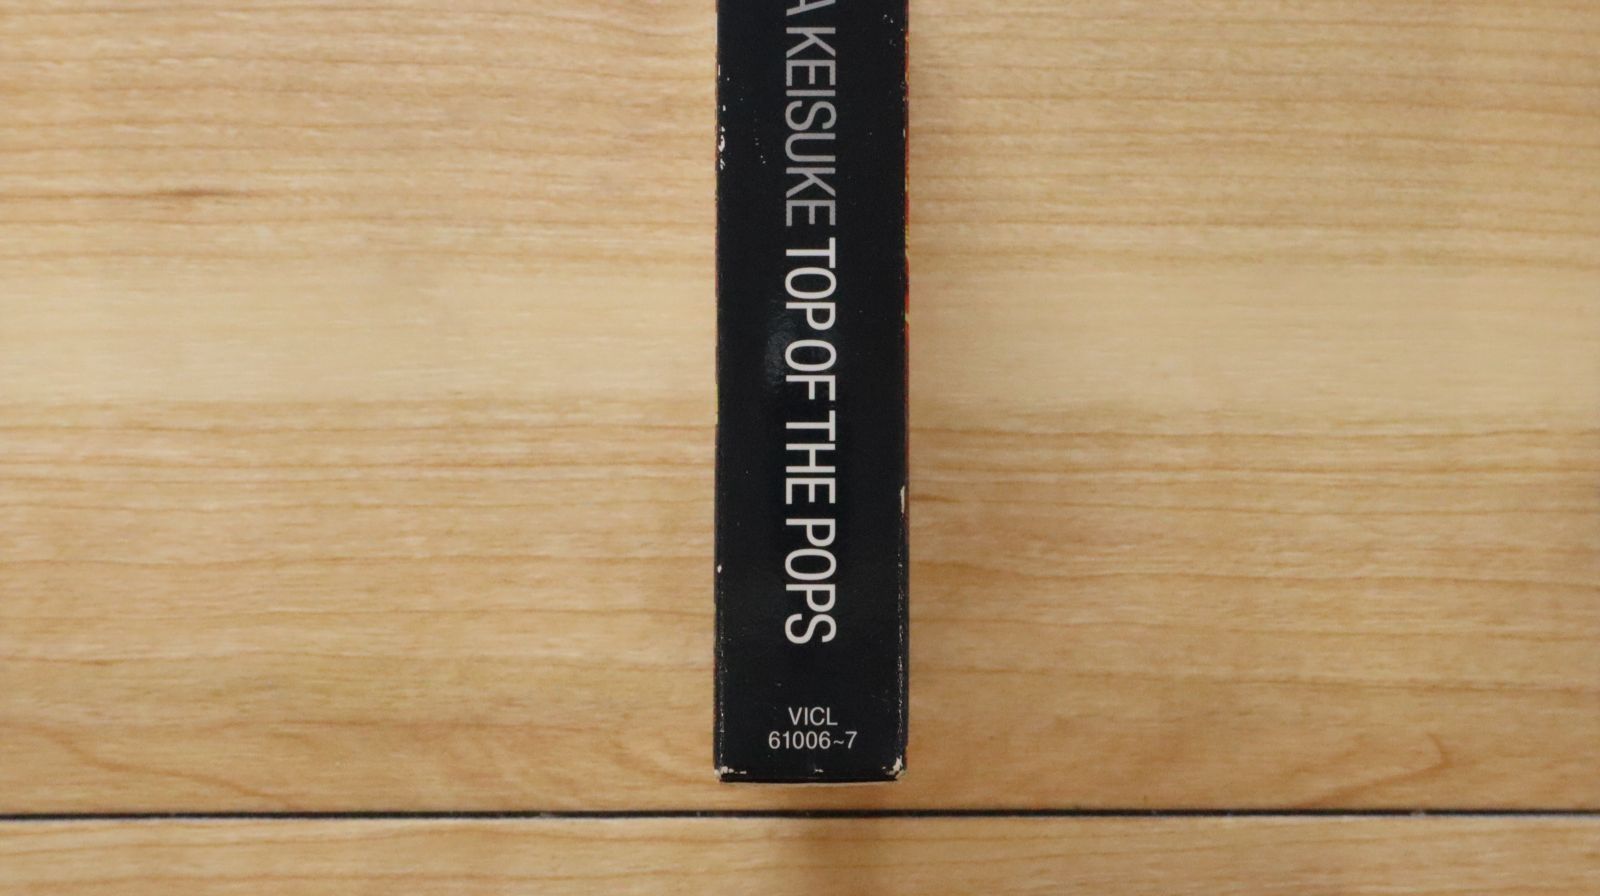 A KEISUKE TOP OF THE POPS
VICL
61006~7